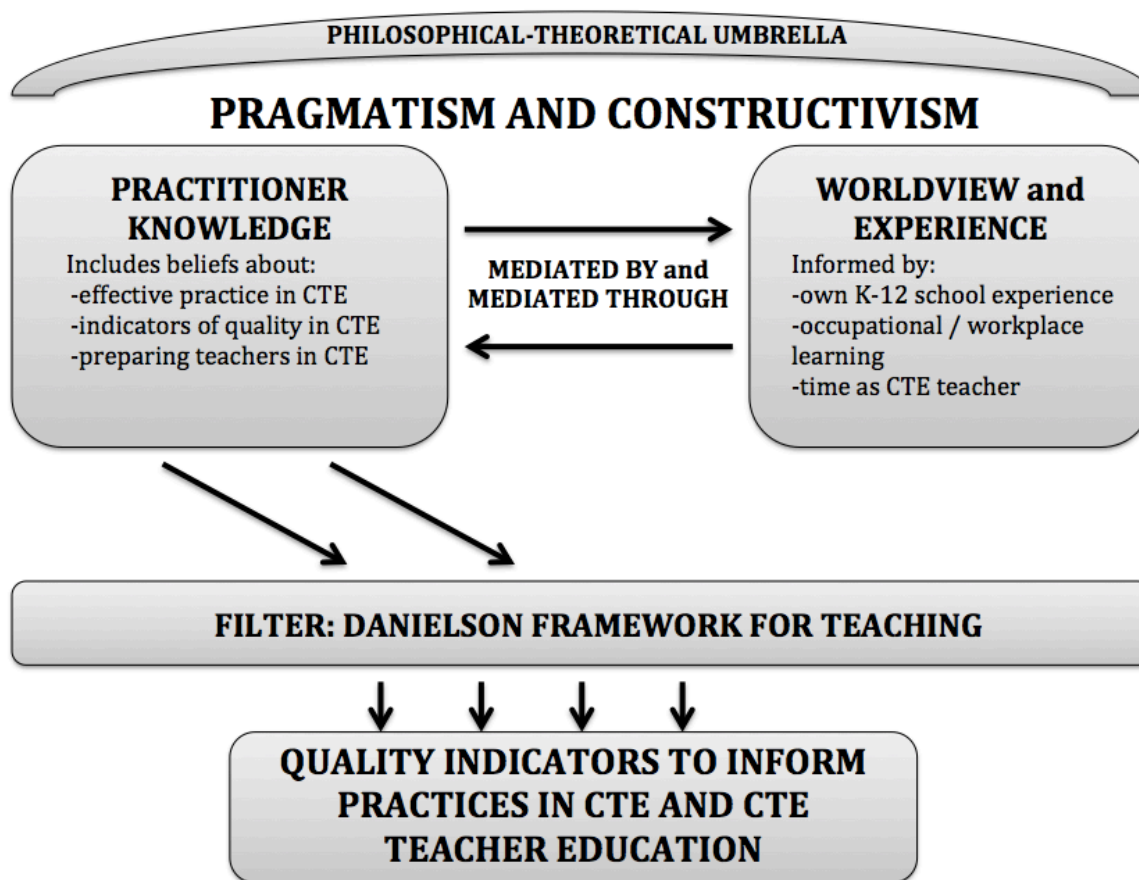 PHILOSOPHICAL-THEORETICAL UMBRELLA
PRAGMATISM AND CONSTRUCTIVISM
PRACTITIONER
KNOWLEDGE
Includes beliefs about:
-effective practice in CTE
-indicators of quality in CTE
-preparing teachers in CTE
MEDIATED BY and
MEDIATED THROUGH
WORLDVIEW and
EXPERIENCE
Informed by:
-own K-12 school experience
-occupational / workplace
learning
-time as CTE teacher
FILTER: DANIELSON FRAMEWORK FOR TEACHING
QUALITY INDICATORS TO INFORM
PRACTICES IN CTE AND CTE
TEACHER EDUCATION